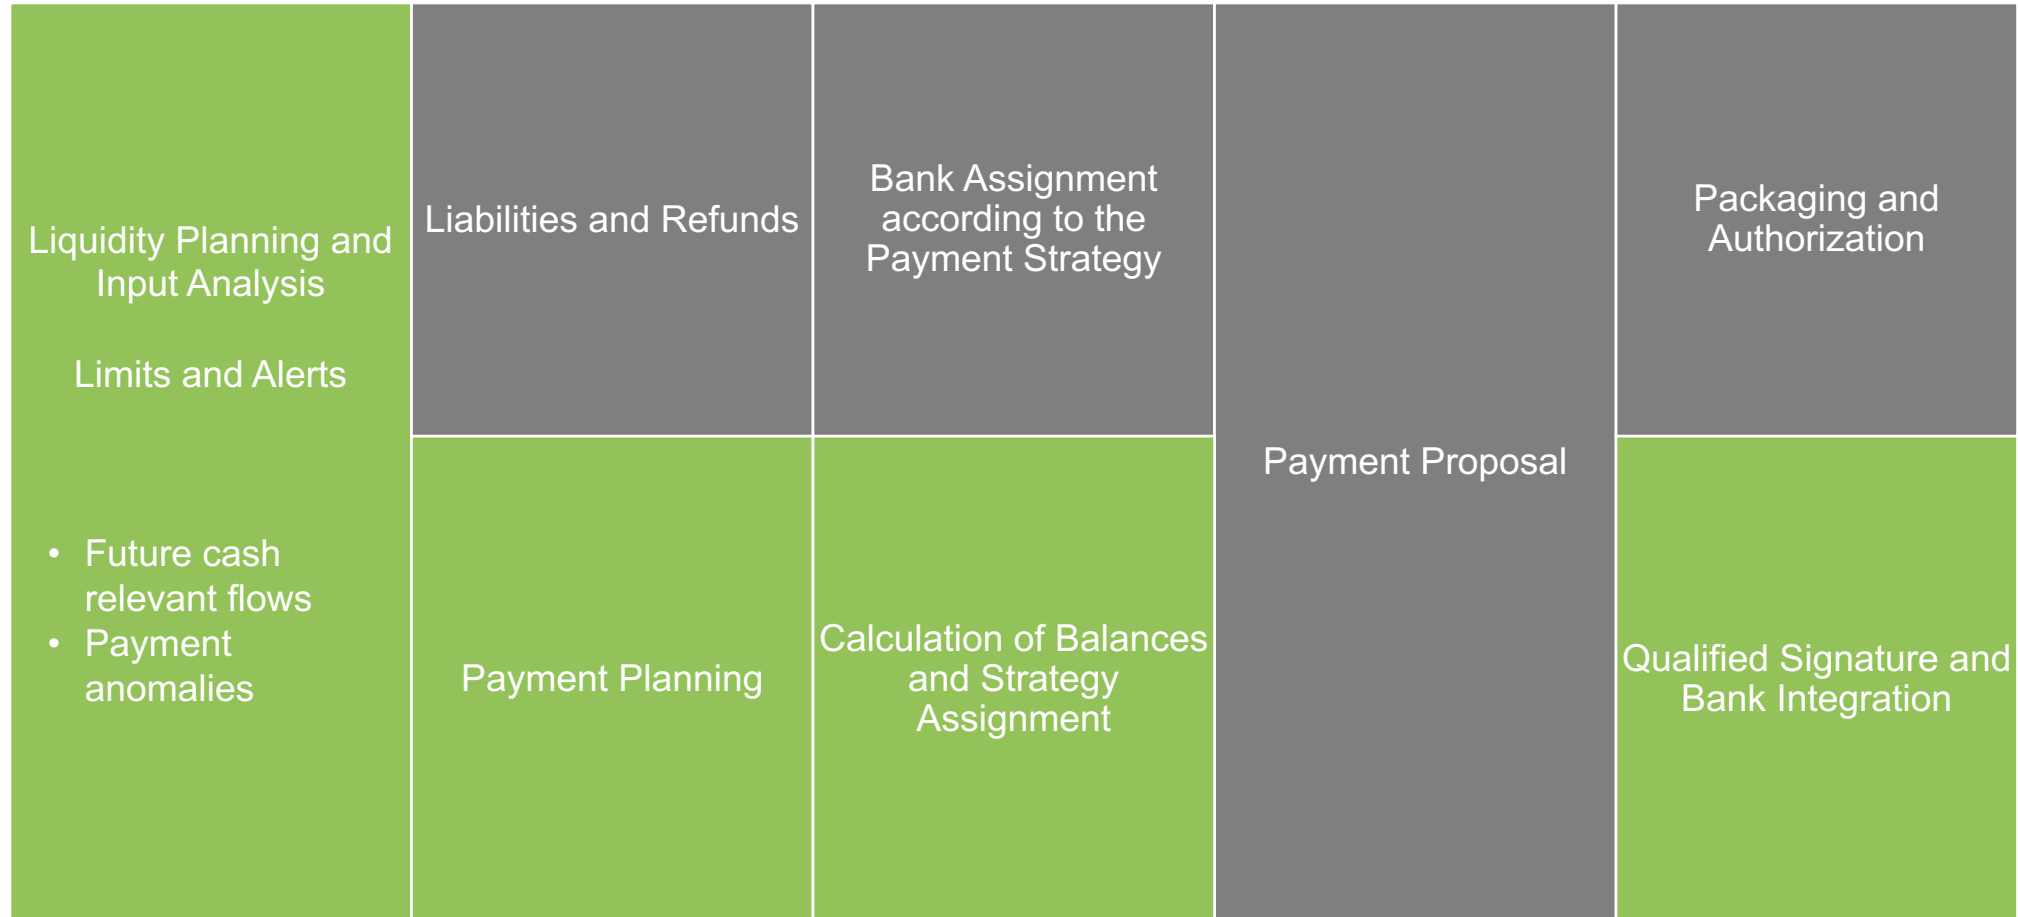 Liquidity Planning and
Input Analysis
Limits and Alerts
• Future cash
relevant flows
• Payment
anomalies
Liabilities and Refunds
Payment Planning
Bank Assignment
according to the
Payment Strategy
Calculation of Balances
and Strategy
Assignment
Payment Proposal
Packaging and
Authorization
Qualified Signature and
Bank Integration